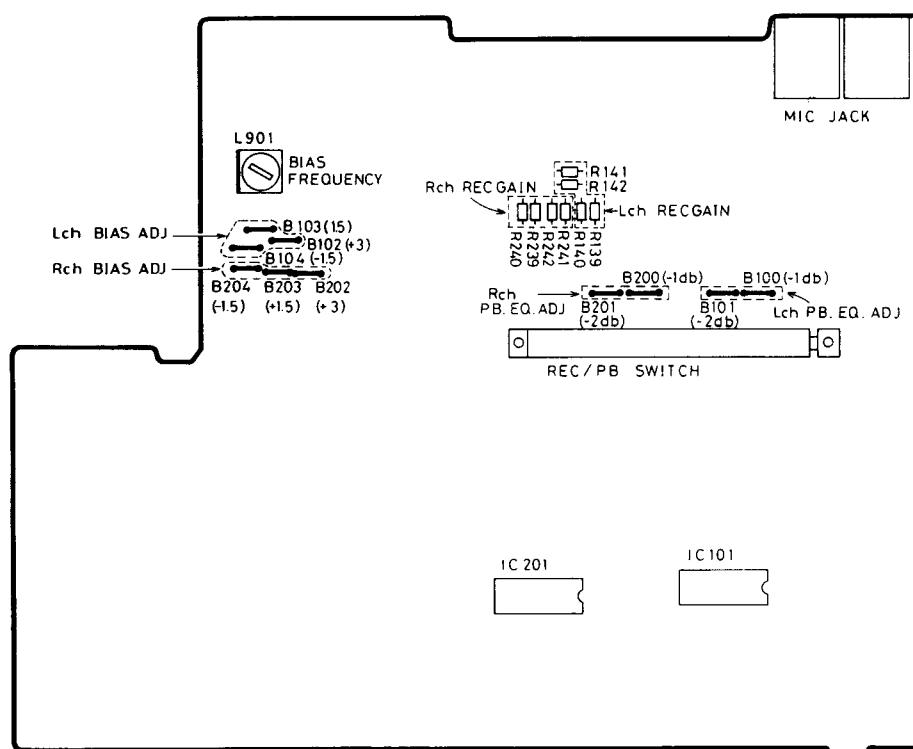 MIC JACK
L901
BIAS
FREQUENCY
R141
R142
Rch RECGAIN
Lch RECGAIN
R240
R239
R242
R241
R140
R139
Lch BIAS ADJ
B103(15)
B102(+3)
B104(-1.5)
Rch BIAS ADJ
B204
(-1.5)
B203
(+1.5)
B202
(+3)
B200(-1db)
B100(-1db)
Rch
PB.EQ.ADJ
B201
(-2db)
B101
(-2db)
Lch PB.EQ.ADJ
REC/PB SWITCH
IC201
IC101